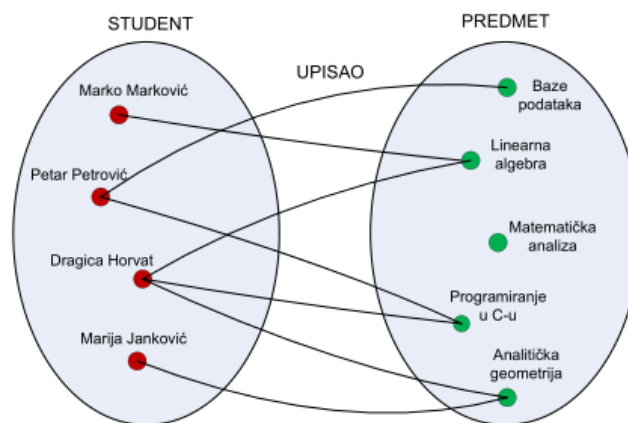 STUDENT
PREDMET
UPISAO
Marko Marković
Petar Petrović
Dragica Horvat
Marija Janković
Baze
podataka
Linearna
algebra
Matematička
analiza
Programiranje
u C-u
Analitička
geometrija